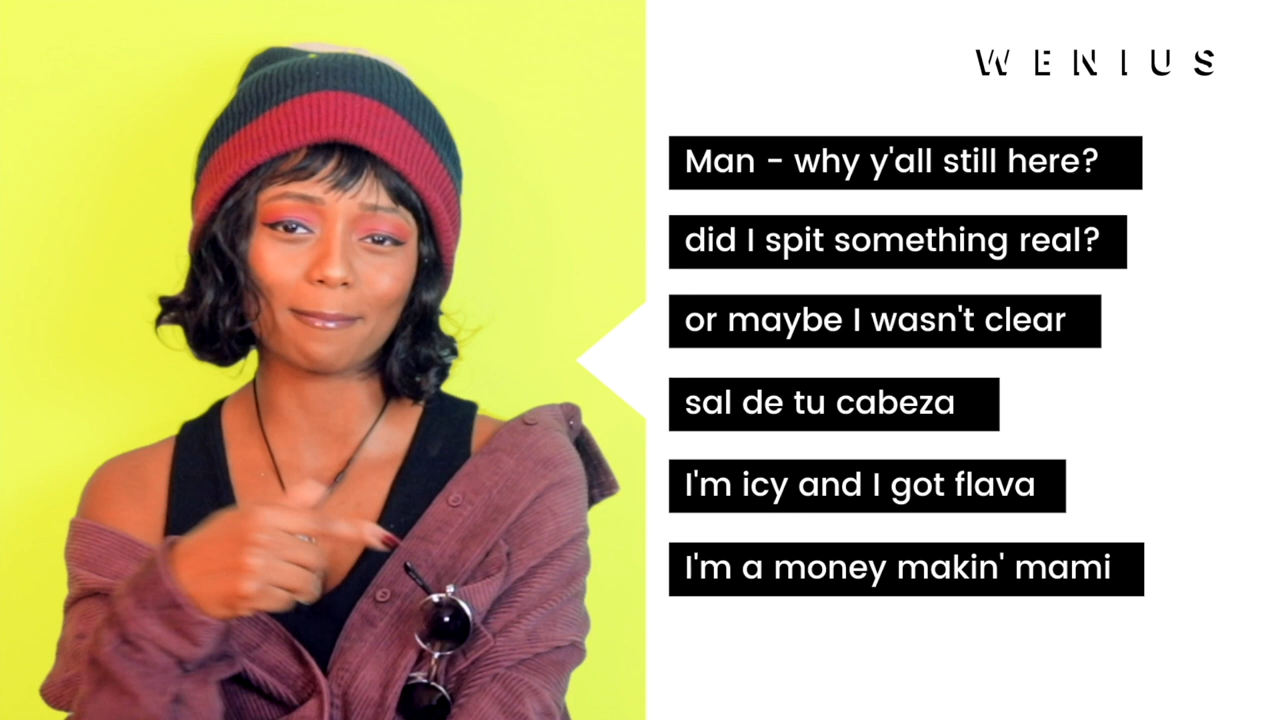 WENIUS
Man - why y'all still here?
did I spit something real?
or maybe I wasn't clear
sal de tu cabeza
I'm icy and I got flava
I'm a money makin' mami